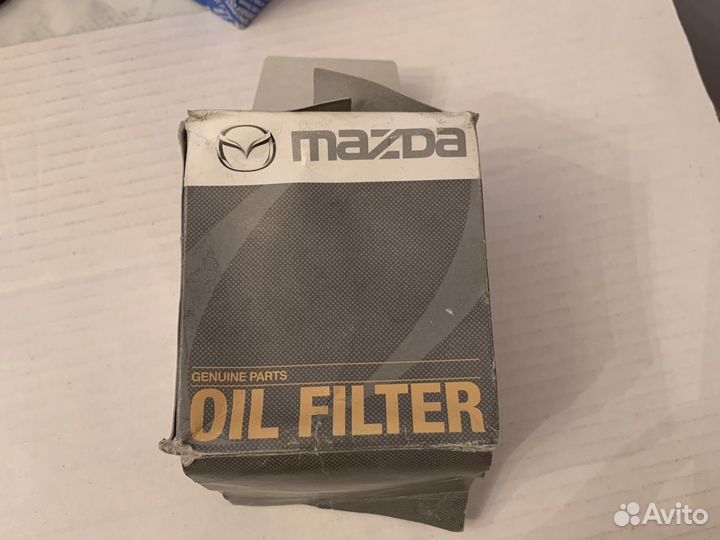 mazda
GENUINE PARTS
OIL FILTER
Avito